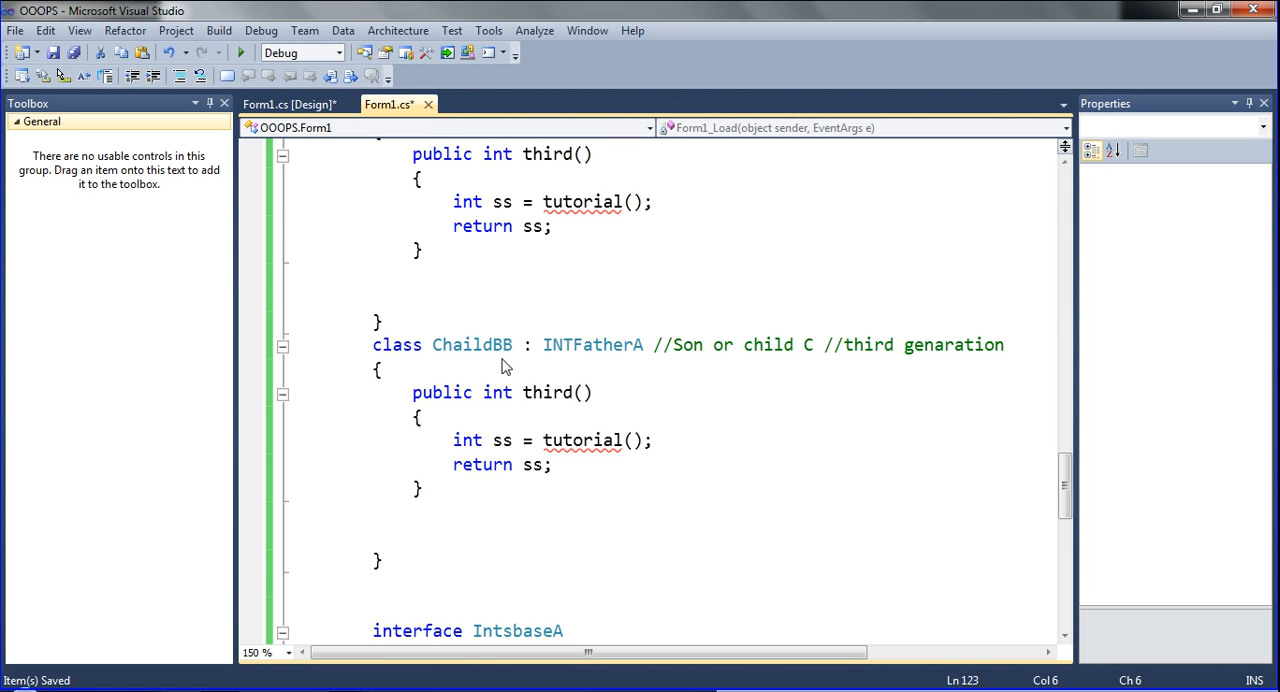 OOOPS - Microsoft Visual Studio
File Edit View Refactor Project Build Debug Team Data Architecture Test Tools Analyze Window Help
Debug
Toolbox
Form1.cs [Design]*
Form1.cs*
Properties
General
OOOPS.Form1
Form1_Load(object sender, EventArgs e)
There are no usable controls in this
group. Drag an item onto this text to add
it to the toolbox.
{
public int third()
{
int ss = tutorial();
return ss;
}
}
class ChaildBB : INTFatherA //Son or child C //third genaration
{
public int third()
{
int ss = tutorial();
return ss;
}
}
interface IntsbaseA
150 %
Item(s) Saved
Ln 123
Col 6
Ch 6
INS